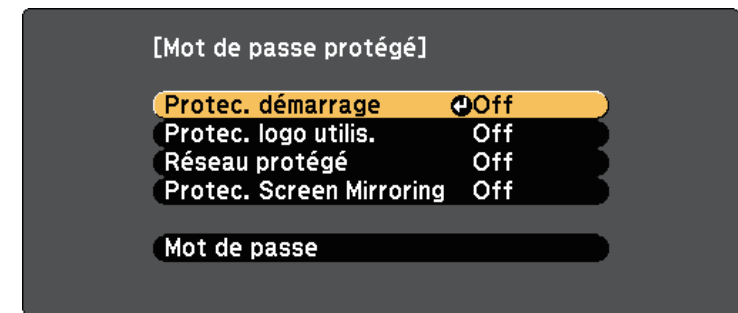 [Mot de passe protégé]
Protec. démarrage Off
Protec. logo utilis. Off
Réseau protégé Off
Protec. Screen Mirroring Off
Mot de passe